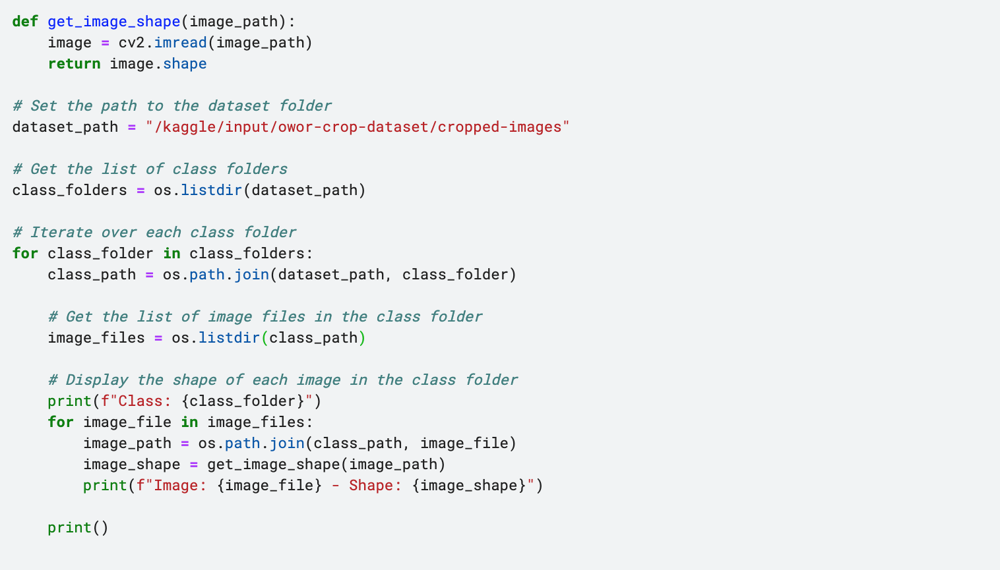 def get_image_shape(image_path):
    image = cv2.imread(image_path)
    return image.shape

# Set the path to the dataset folder
dataset_path = "/kaggle/input/owor-crop-dataset/cropped-images"

# Get the list of class folders
class_folders = os.listdir(dataset_path)

# Iterate over each class folder
for class_folder in class_folders:
    class_path = os.path.join(dataset_path, class_folder)

    # Get the list of image files in the class folder
    image_files = os.listdir(class_path)

    # Display the shape of each image in the class folder
    print(f"Class: {class_folder}")
    for image_file in image_files:
        image_path = os.path.join(class_path, image_file)
        image_shape = get_image_shape(image_path)
        print(f"Image: {image_file} - Shape: {image_shape}")

    print()